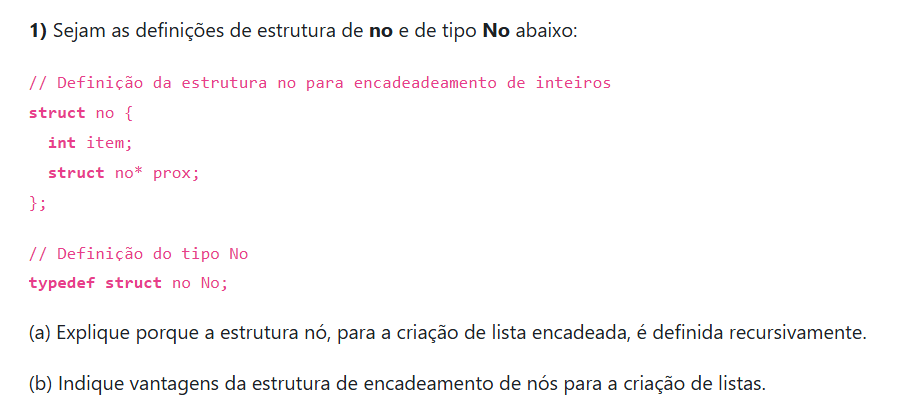 1) Sejam as definições de estrutura de no e de tipo No abaixo:
// Definição da estrutura no para encadeadeamento de inteiros
struct no {
int item;
struct no* prox;
};
// Definição do tipo No
typedef struct no No;
(a) Explique porque a estrutura nó, para a criação de lista encadeada, é definida recursivamente.
(b) Indique vantagens da estrutura de encadeamento de nós para a criação de listas.